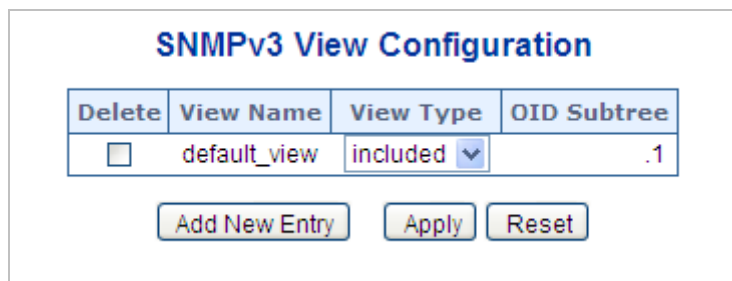 SNMPv3 View Configuration
Delete View Name View Type OID Subtree
default_view included .1
Add New Entry Apply Reset